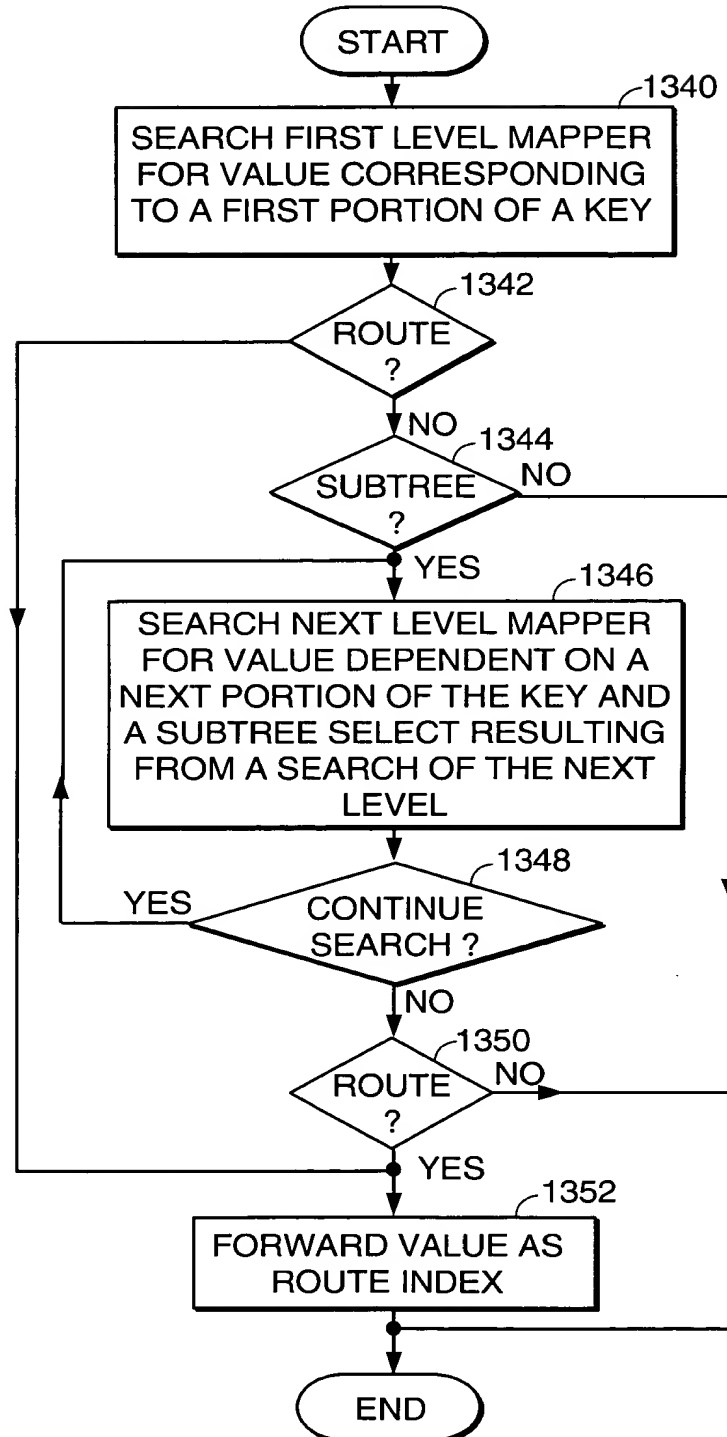 START
1340
SEARCH FIRST LEVEL MAPPER
FOR VALUE CORRESPONDING
TO A FIRST PORTION OF A KEY
1342
ROUTE
?
NO
1344
SUBTREE
?
NO
YES
1346
SEARCH NEXT LEVEL MAPPER
FOR VALUE DEPENDENT ON A
NEXT PORTION OF THE KEY AND
A SUBTREE SELECT RESULTING
FROM A SEARCH OF THE NEXT
LEVEL
1348
YES
CONTINUE
SEARCH ?
NO
1350
ROUTE
?
NO
YES
1352
FORWARD VALUE AS
ROUTE INDEX
END